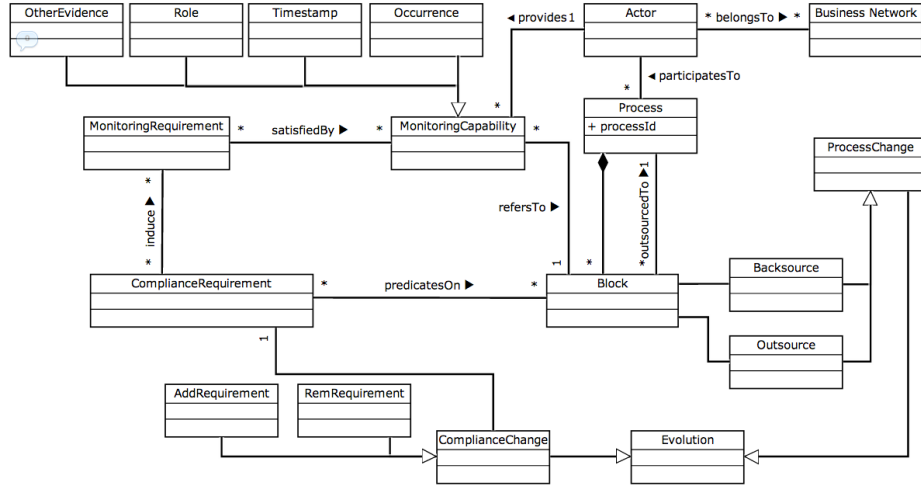 OtherEvidence
Role
Timestamp
Occurrence
◄ provides 1
Actor
* belongsTo ► *
Business Network
◄ participatesTo
*
*
Process
+ processId
MonitoringRequirement
* satisfiedBy ► *
MonitoringCapability
*
ProcessChange
*
induce ►
*
refersTo ►
1
*
1
outsourcedTo ►
*
ComplianceRequirement
* predicatesOn ► *
Block
Backsource
Outsource
1
AddRequirement
RemRequirement
ComplianceChange
Evolution